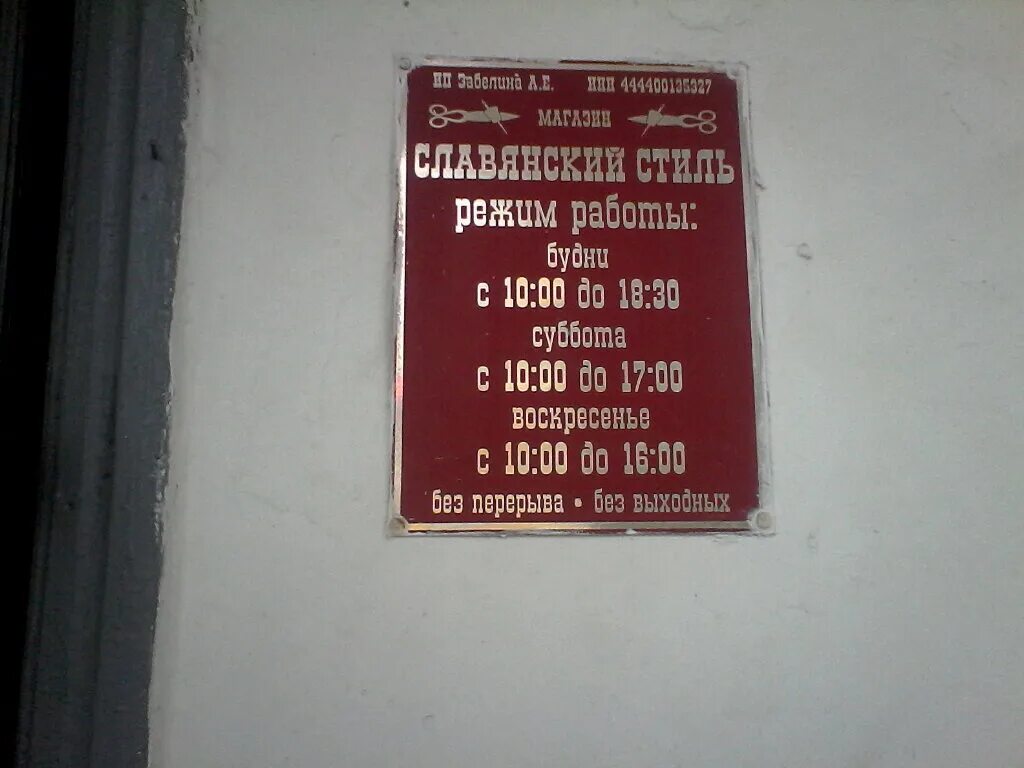 ИП Забелина А.Е. ИНН 444400135327
МАГАЗИН
СЛАВЯНСКИЙ СТИЛЬ
режим работы:
будни
с 10:00 до 18:30
суббота
с 10:00 до 17:00
воскресенье
с 10:00 до 16:00
без перерыва • без выходных